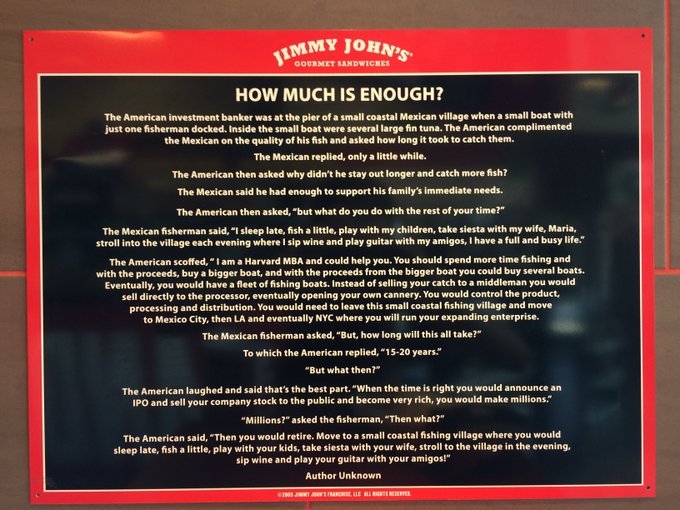 JIMMY JOHN'S®
GOURMET SANDWICHES
HOW MUCH IS ENOUGH?
The American investment banker was at the pier of a small coastal Mexican village when a small boat with
just one fisherman docked. Inside the small boat were several large fin tuna. The American complimented
the Mexican on the quality of his fish and asked how long it took to catch them.
The Mexican replied, only a little while.
The American then asked why didn't he stay out longer and catch more fish?
The Mexican said he had enough to support his family's immediate needs.
The American then asked, "but what do you do with the rest of your time?"
The Mexican fisherman said, "I sleep late, fish a little, play with my children, take siesta with my wife, Maria,
stroll into the village each evening where I sip wine and play guitar with my amigos, I have a full and busy life."
The American scoffed, " I am a Harvard MBA and could help you. You should spend more time fishing and
with the proceeds, buy a bigger boat, and with the proceeds from the bigger boat you could buy several boats.
Eventually, you would have a fleet of fishing boats. Instead of selling your catch to a middleman you would
sell directly to the processor, eventually opening your own cannery. You would control the product,
processing and distribution. You would need to leave this small coastal fishing village and move
to Mexico City, then LA and eventually NYC where you will run your expanding enterprise.
The Mexican fisherman asked, "But, how long will this all take?"
To which the American replied, "15-20 years."
"But what then?"
The American laughed and said that's the best part. "When the time is right you would announce an
IPO and sell your company stock to the public and become very rich, you would make millions."
"Millions?" asked the fisherman, "Then what?"
The American said, "Then you would retire. Move to a small coastal fishing village where you would
sleep late, fish a little, play with your kids, take siesta with your wife, stroll to the village in the evening,
sip wine and play your guitar with your amigos!"
Author Unknown
©2005 JIMMY JOHN'S FRANCHISE, LLC ALL RIGHTS RESERVED.